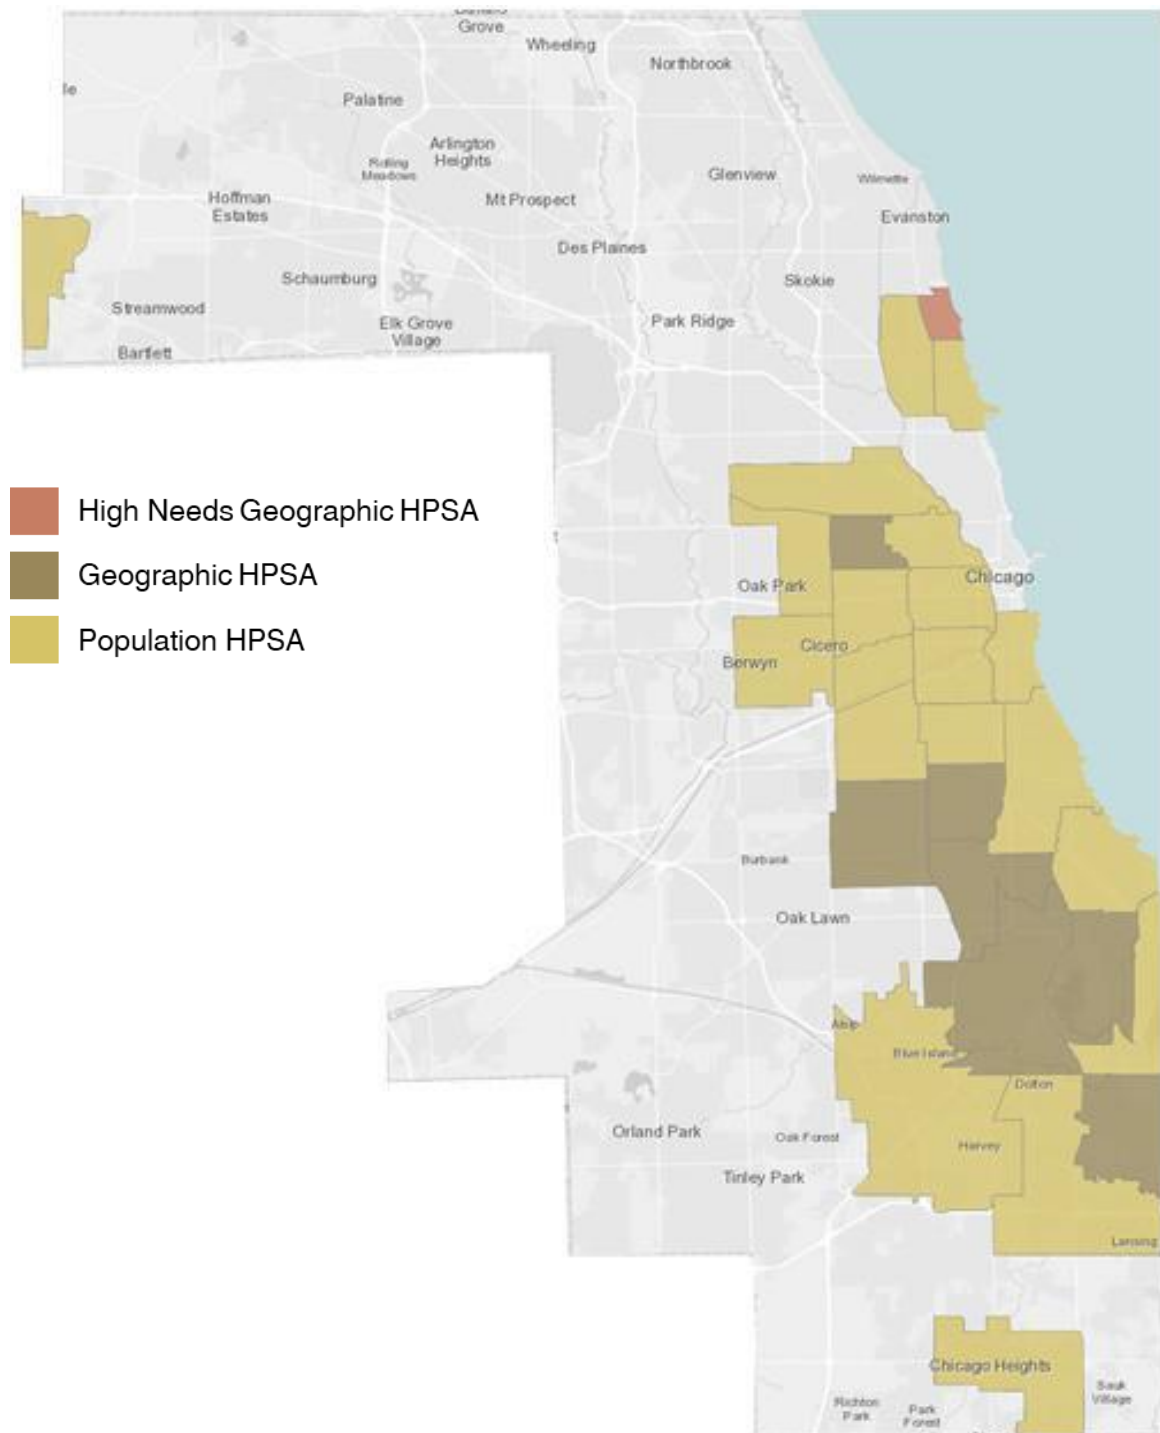 Grove
Wheeling
Northbrook
Palatine
Arlington
Heights
Rolling
Meadows
Glenview
Wilmette
Hoffman
Estates
Mt Prospect
Evanston
Des Plaines
Schaumburg
Skokie
Streamwood
Elk Grove
Village
Park Ridge
Bartlett
High Needs Geographic HPSA
Geographic HPSA
Population HPSA
Oak Park
Chicago
Cicero
Berwyn
Burbank
Oak Lawn
Alsip
Blue Island
Dolton
Orland Park
Oak Forest
Harvey
Tinley Park
Lansing
Chicago Heights
Sauk
Village
Richton
Park
Park
Forest